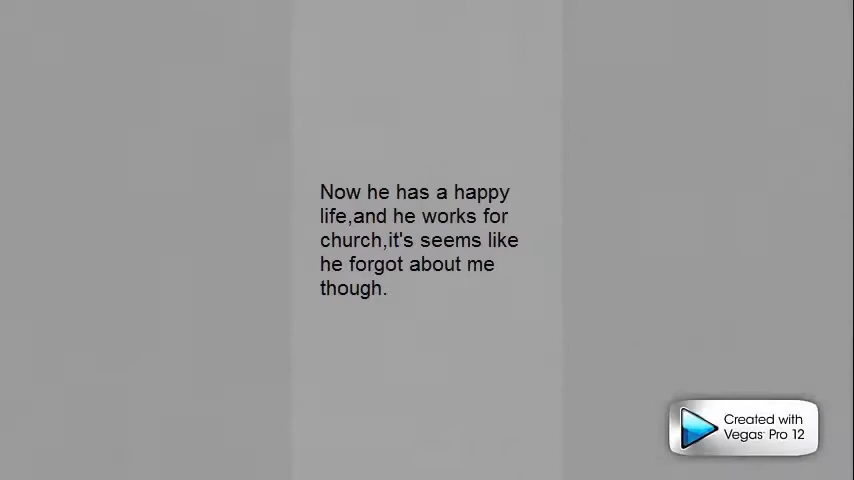 Now he has a happy
life,and he works for
church,it's seems like
he forgot about me
though.
Created with
Vegas Pro 12